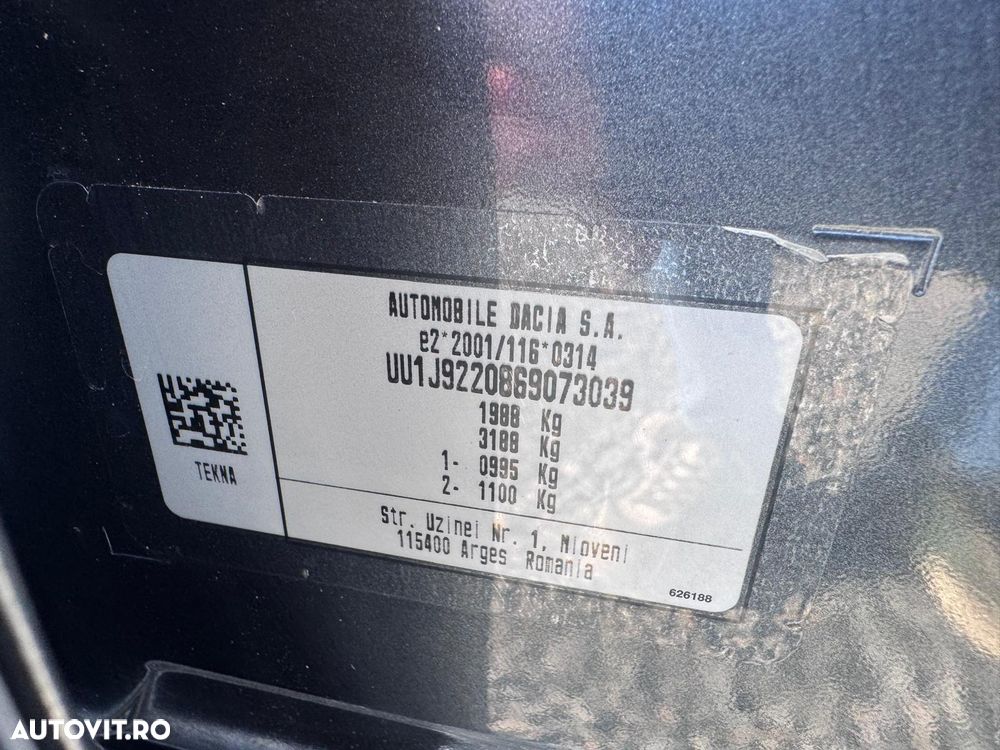 AUTOMOBILE DACIA S.A.
e2*2001/116*0314
UU1J9220869073039
1988 Kg
3188 Kg
1- 0995 Kg
2- 1100 Kg
TEKNA
Str. Uzinei Nr. 1, Mioveni
115400 Arges Romania
626188
AUTOVIT.RO